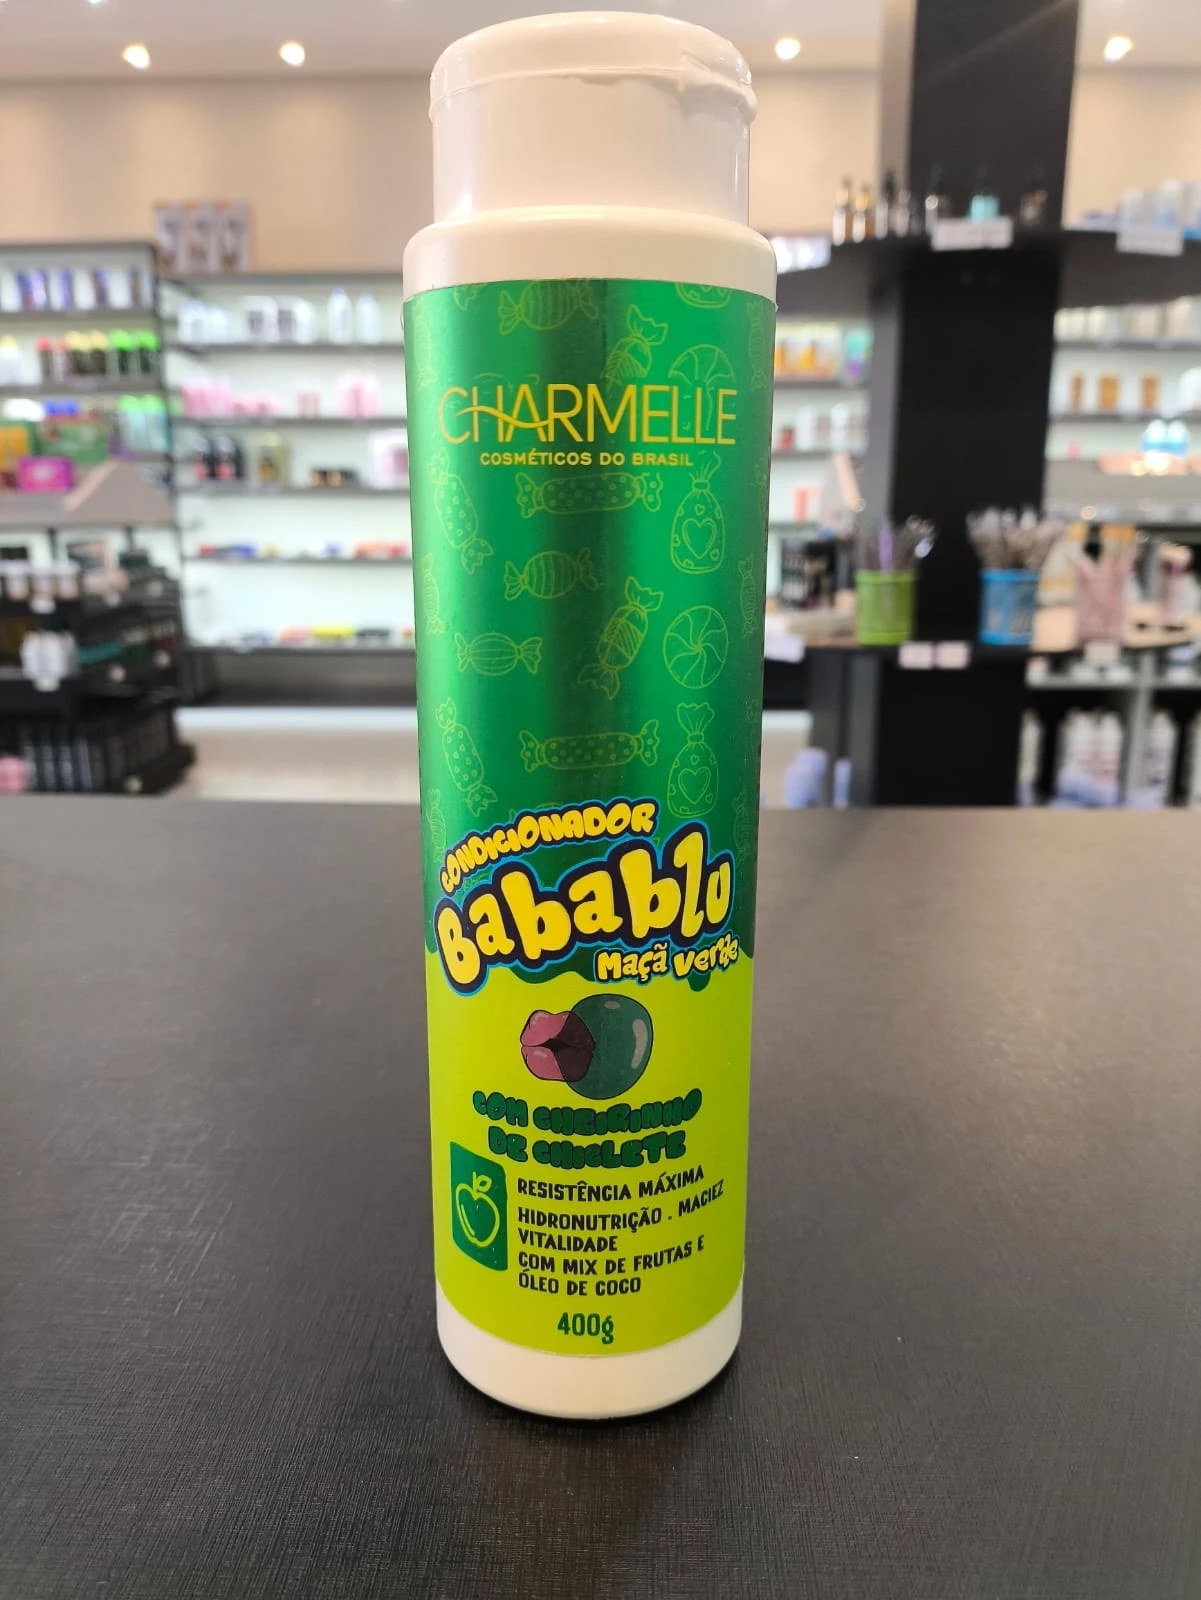 CHARMELLE
COSMÉTICOS DO BRASIL
CONDICIONADOR
Babablu
Maçã Verde
COM CHEIRINHO
DE CHICLETE
RESISTÊNCIA MÁXIMA
HIDRONUTRIÇÃO . MACIEZ
VITALIDADE
COM MIX DE FRUTAS E
ÓLEO DE COCO
400g